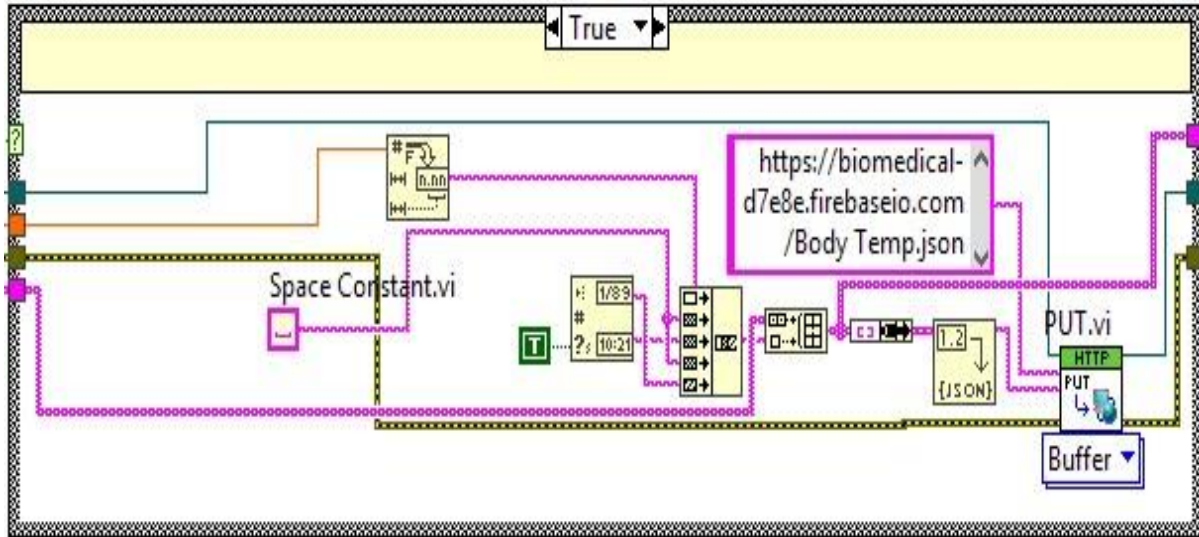 True
?
# F
n.nn
https://biomedical-
d7e8e.firebaseio.com
/Body Temp.json
Space Constant.vi
1/89
#
T
?s 10:21
PUT.vi
HTTP
1.2
PUT
{JSON}
Buffer